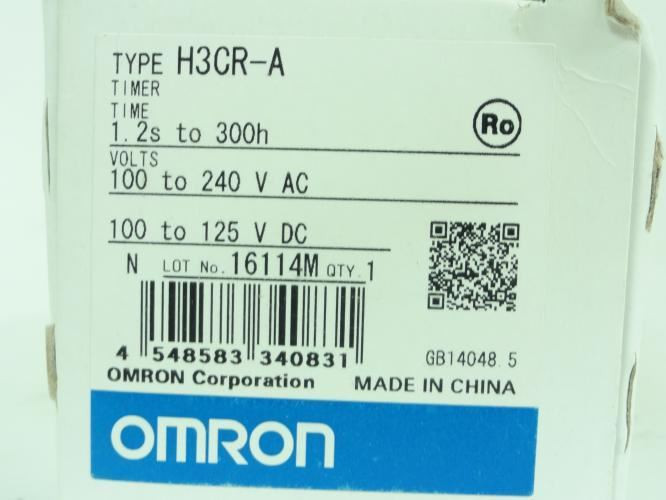 TYPE H3CR-A
TIMER
TIME
1.2s to 300h
Ro
VOLTS
100 to 240 V AC
100 to 125 V DC
N LOT No. 16114M QTY. 1
4 548583 340831
GB14048.5
OMRON Corporation MADE IN CHINA
OMRON